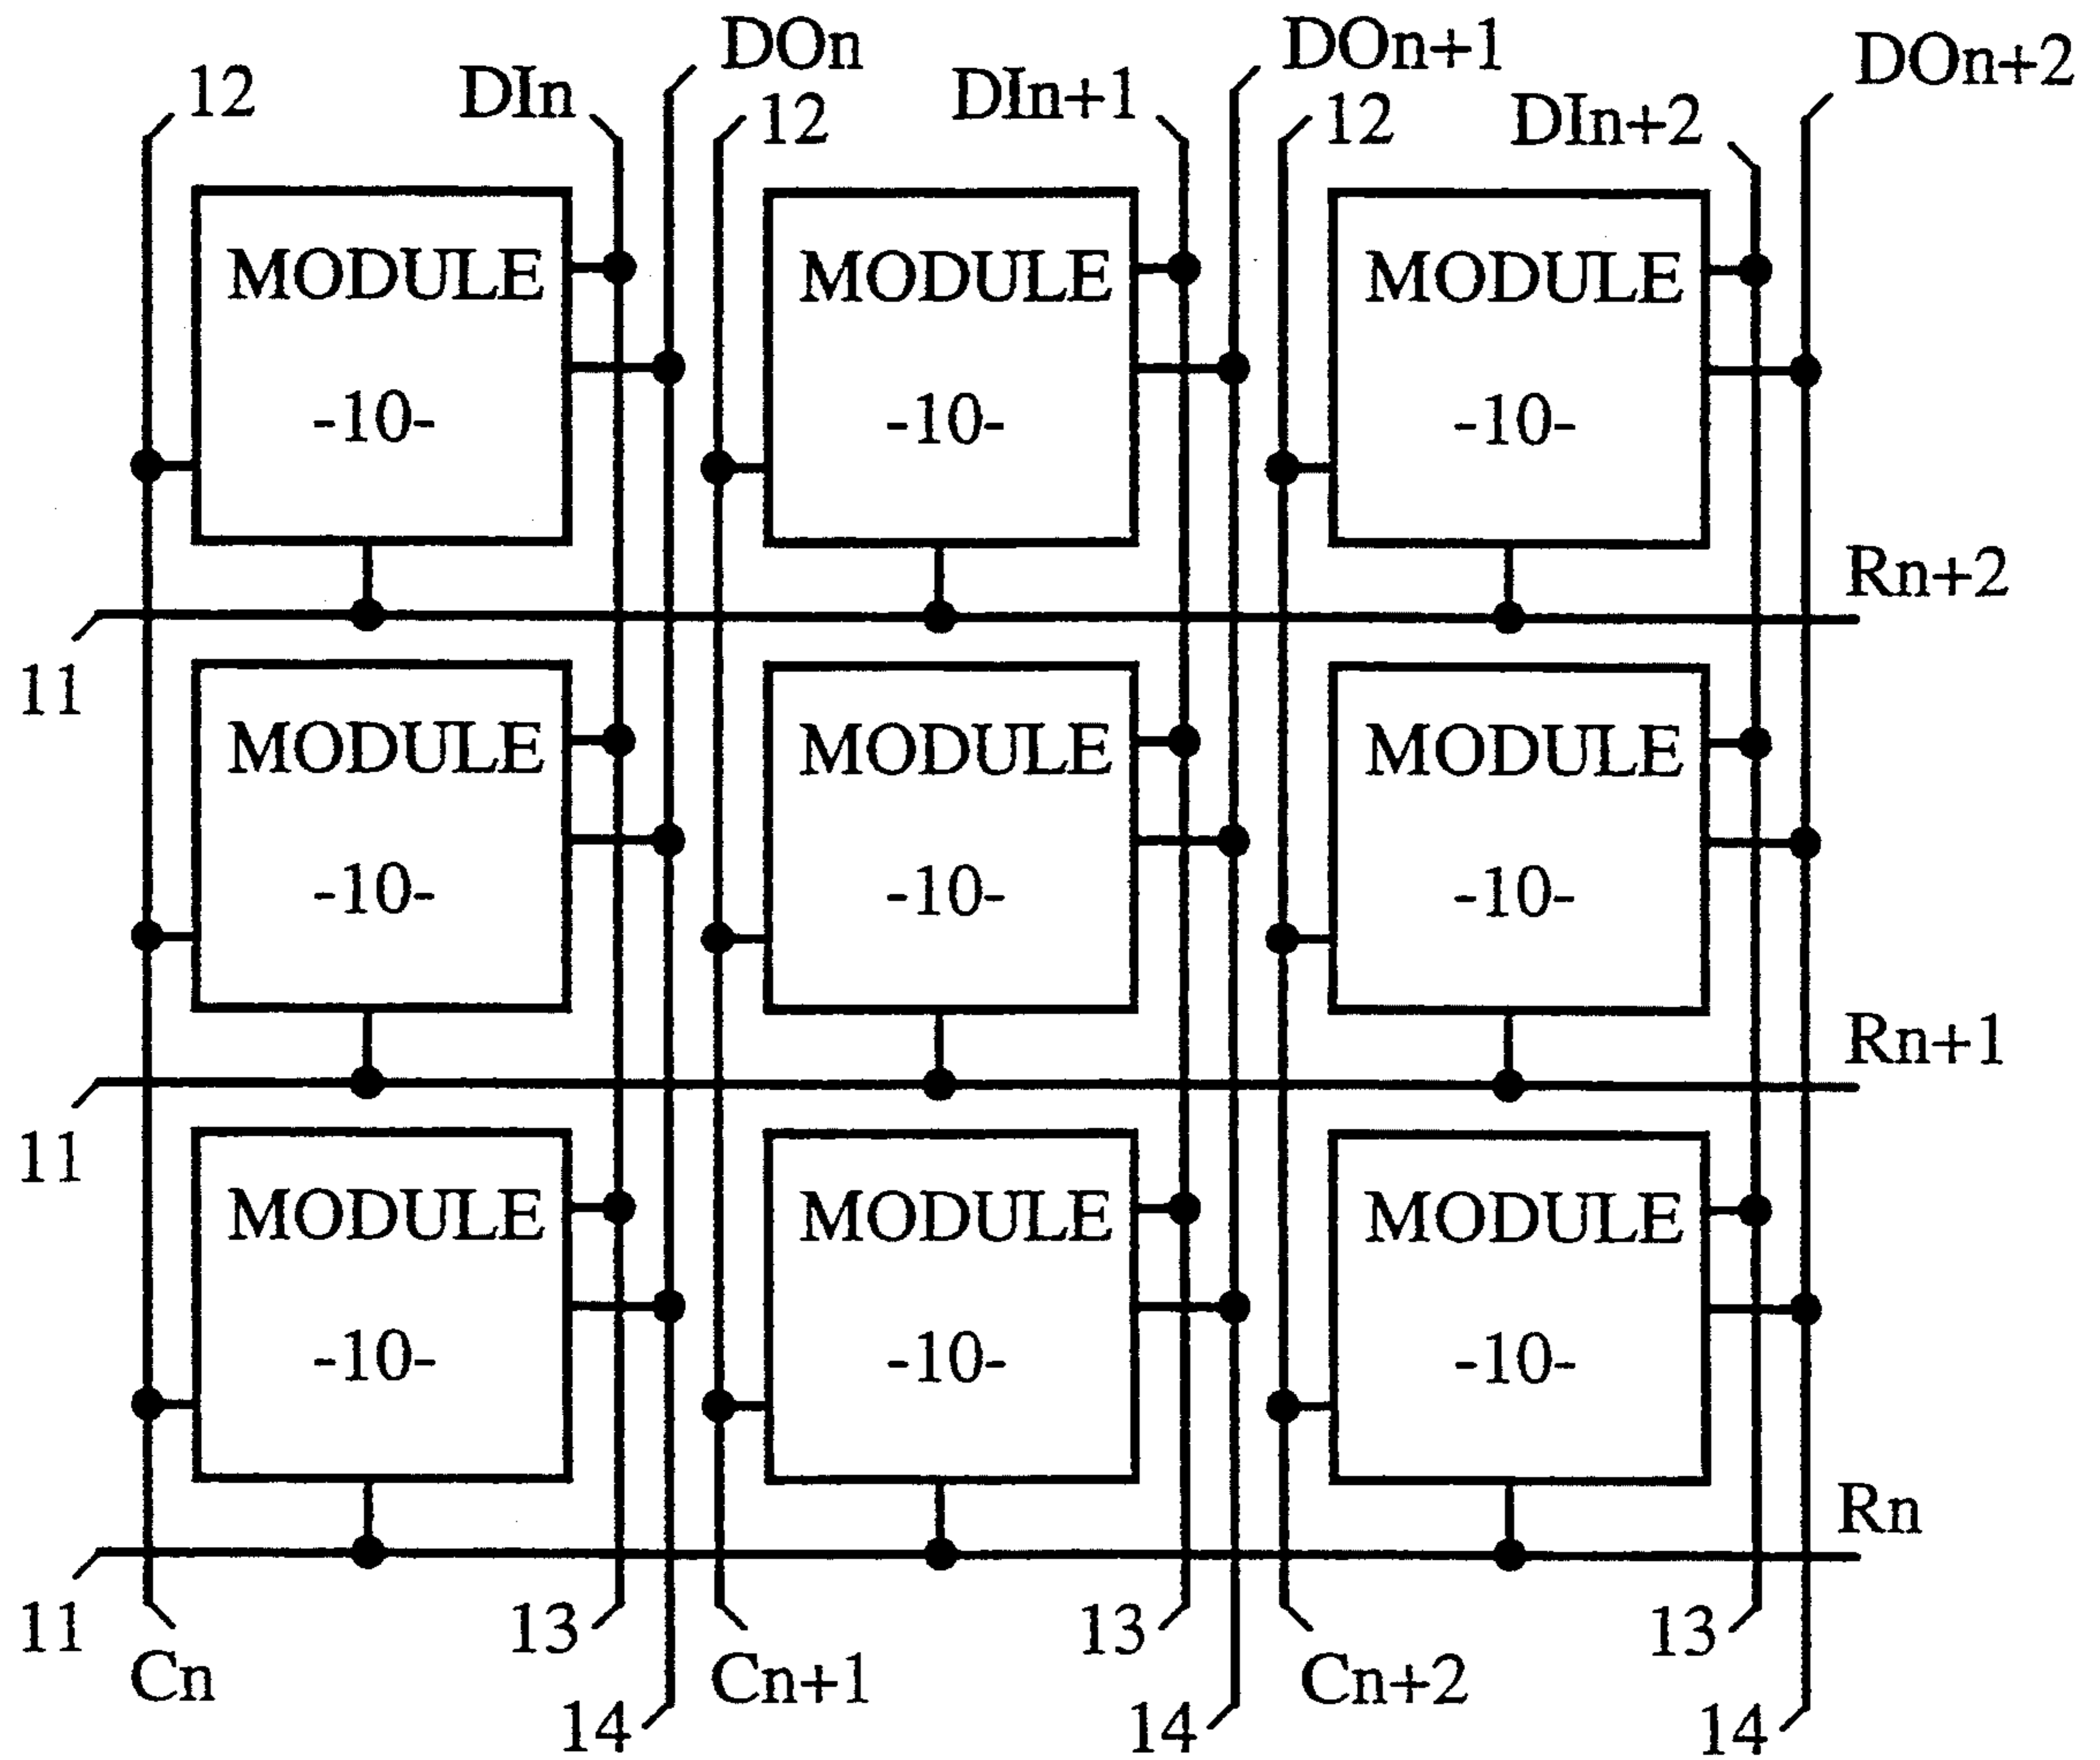 DOn DOn+1 DOn+2
12 DIn 12 DIn+1 12 DIn+2
MODULE MODULE MODULE
-10- -10- -10-
Rn+2
11
MODULE MODULE MODULE
-10- -10- -10-
Rn+1
11
MODULE MODULE MODULE
-10- -10- -10-
Rn
11 13 13 13
Cn Cn+1 Cn+2
14 14 14